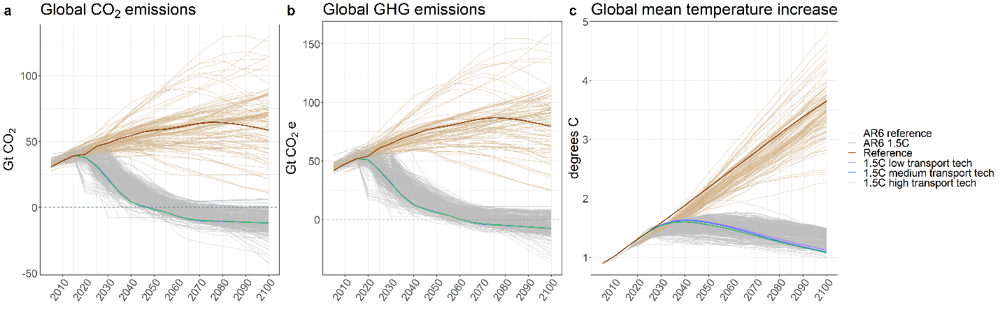 a Global CO₂ emissions
Gt CO₂
100
50
0
-50
2010 2020 2030 2040 2050 2060 2070 2080 2090 2100
b Global GHG emissions
Gt CO₂ e
150
100
50
0
2010 2020 2030 2040 2050 2060 2070 2080 2090 2100
c Global mean temperature increase
degrees C
5
4
3
2
1
2010 2020 2030 2040 2050 2060 2070 2080 2090 2100
AR6 reference
AR6 1.5C
Reference
1.5C low transport tech
1.5C medium transport tech
1.5C high transport tech